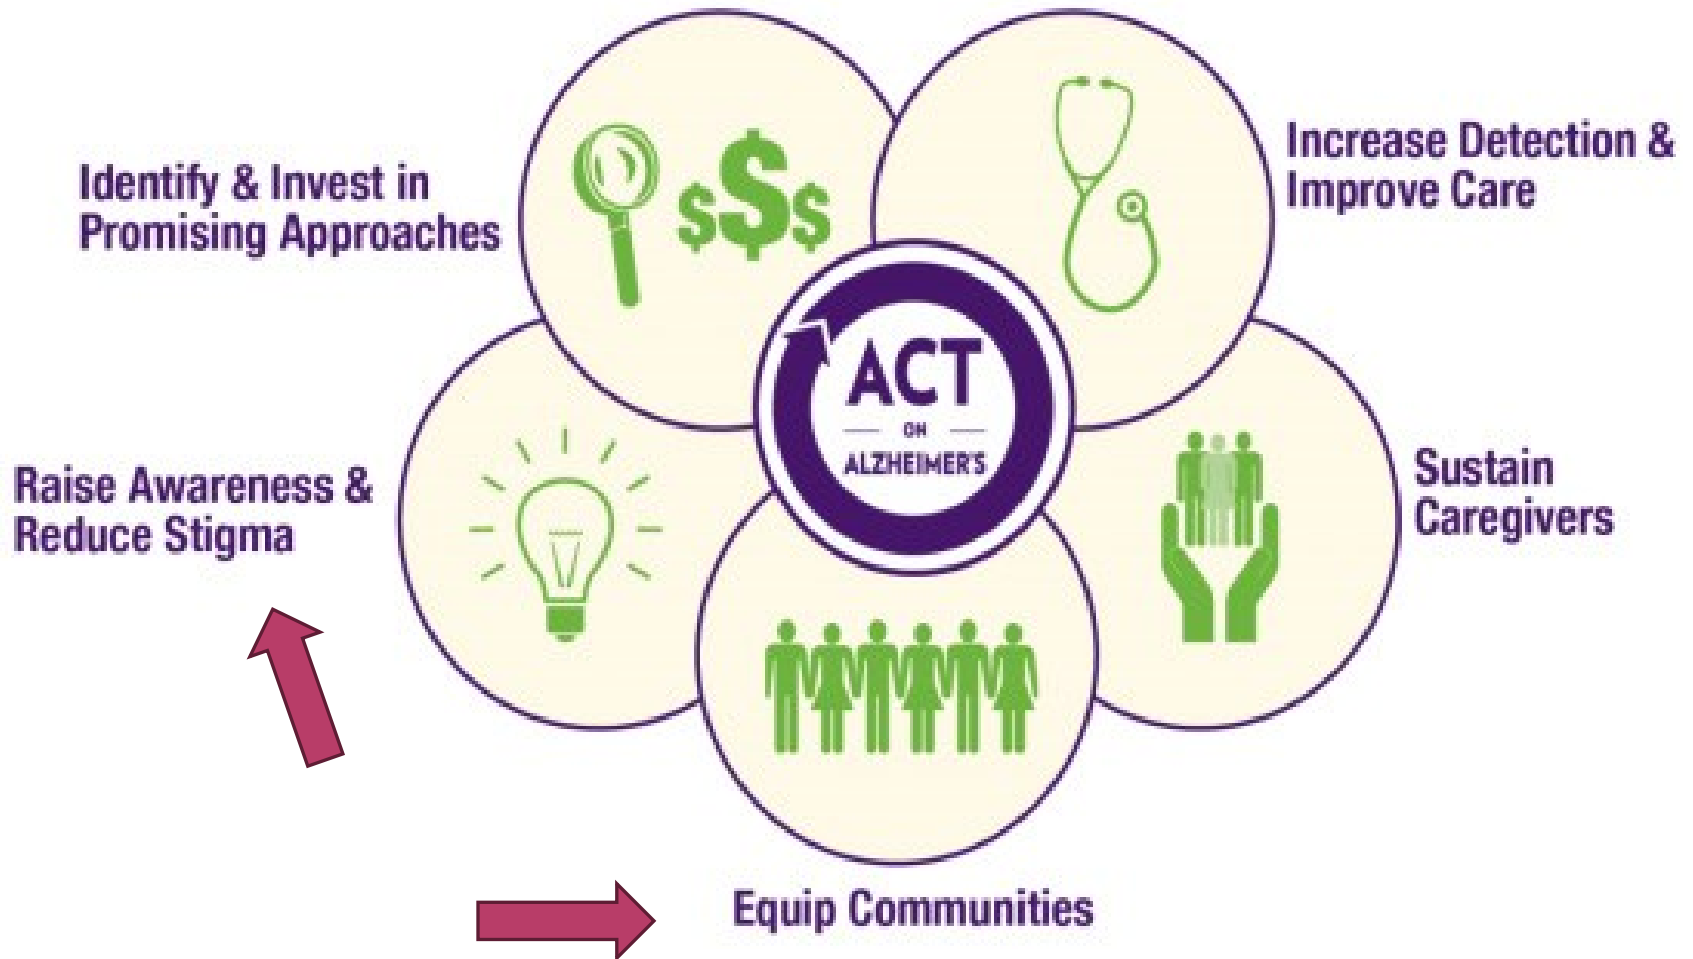 Identify & Invest in
Promising Approaches
$$$
Increase Detection &
Improve Care
ACT
ON
ALZHEIMER'S
Raise Awareness &
Reduce Stigma
Sustain
Caregivers
Equip Communities